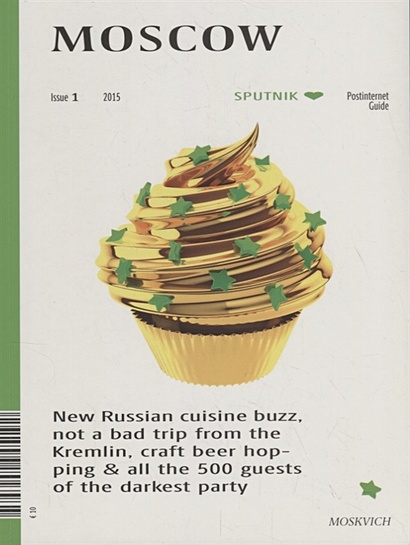 MOSCOW
Issue 1 2015 SPUTNIK Postinternet
Guide
New Russian cuisine buzz,
not a bad trip from the
Kremlin, craft beer hop-
ping & all the 500 guests
of the darkest party
€ 10
MOSKVICH